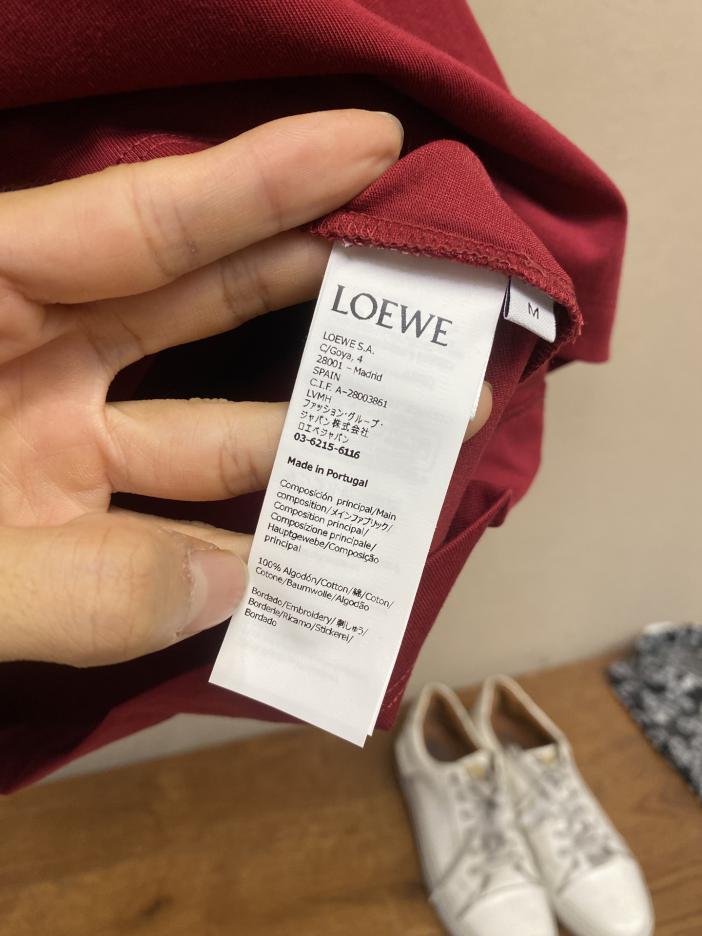 LOEWE
M
LOEWE S.A.
C/Goya, 4
28001 - Madrid
SPAIN
C.I.F. A-28003861
LVMH
ファッション・グループ・
ジャパン株式会社
ロエベジャパン
03-6215-6116
Made in Portugal
Composición principal/Main
composition/メインファブリック/
Composition principal/
Composizione principale/
Hauptgewebe/Composição
principal
100% Algodón/Cotton/綿/Coton/
Cotone/Baumwolle/Algodão
Bordado/Embroidery/刺しゅう/
Borderie/Ricamo/Stickerei/
Bordado